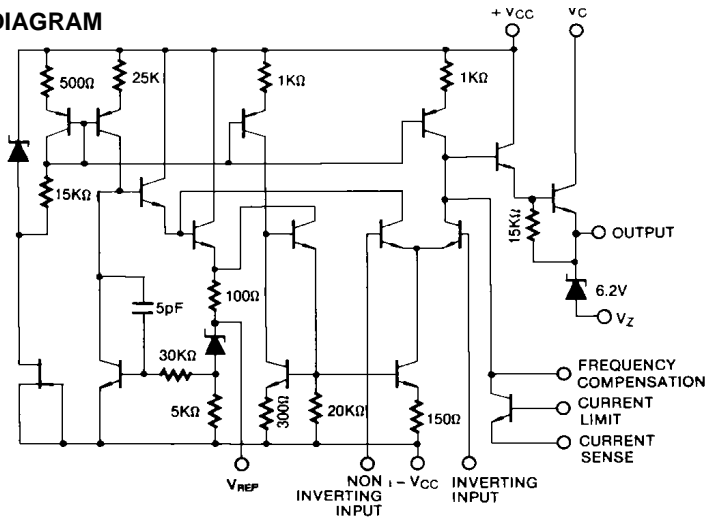 DIAGRAM
+ VCC
VC
500Ω
25K
1KΩ
1KΩ
15KΩ
15KΩ
OUTPUT
100Ω
6.2V
5pF
VZ
30KΩ
FREQUENCY
COMPENSATION
5KΩ
300Ω
20KΩ
150Ω
CURRENT
LIMIT
CURRENT
SENSE
VREF
NON
INVERTING
INPUT
– VCC
INVERTING
INPUT